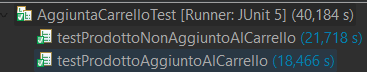 AggiuntaCarrelloTest [Runner: JUnit 5] (40,184 s)
testProdottoNonAggiuntoAlCarrello (21,718 s)
testProdottoAggiuntoAlCarrello (18,466 s)